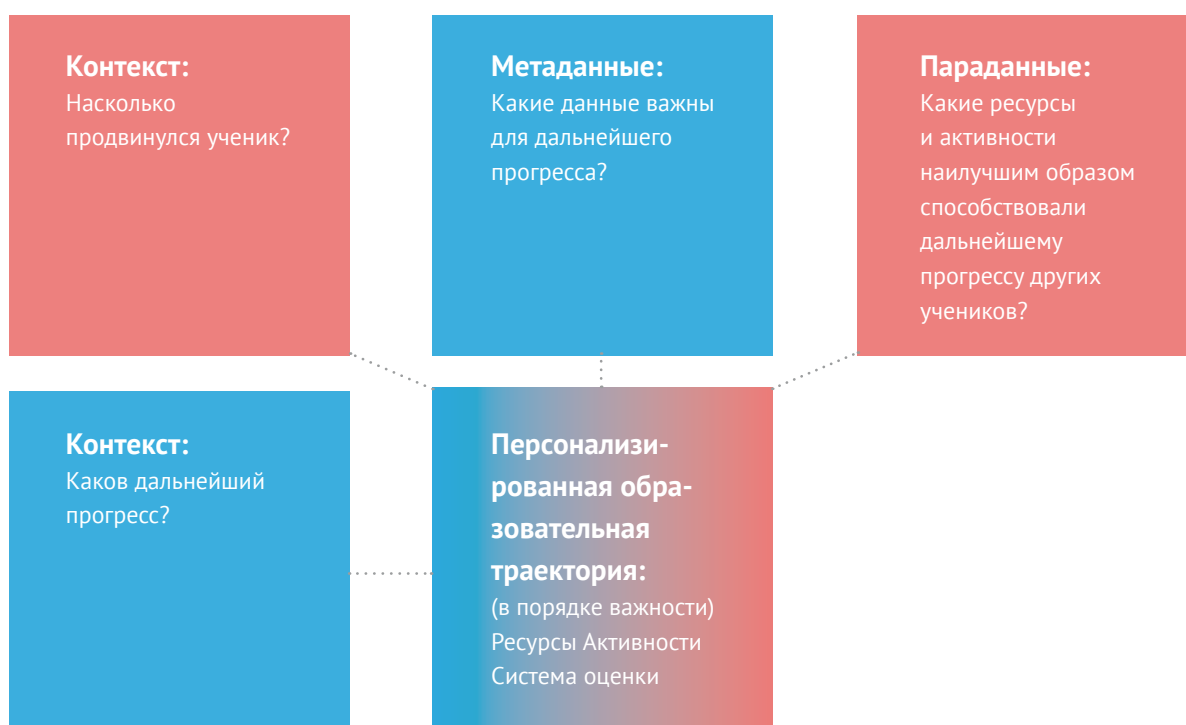 Контекст:
Насколько
продвинулся ученик?
Метаданные:
Какие данные важны
для дальнейшего
прогресса?
Параданные:
Какие ресурсы
и активности
наилучшим образом
способствовали
дальнейшему
прогрессу других
учеников?
Контекст:
Каков дальнейший
прогресс?
Персонализи-
рованная обра-
зовательная
траектория:
(в порядке важности)
Ресурсы Активности
Система оценки